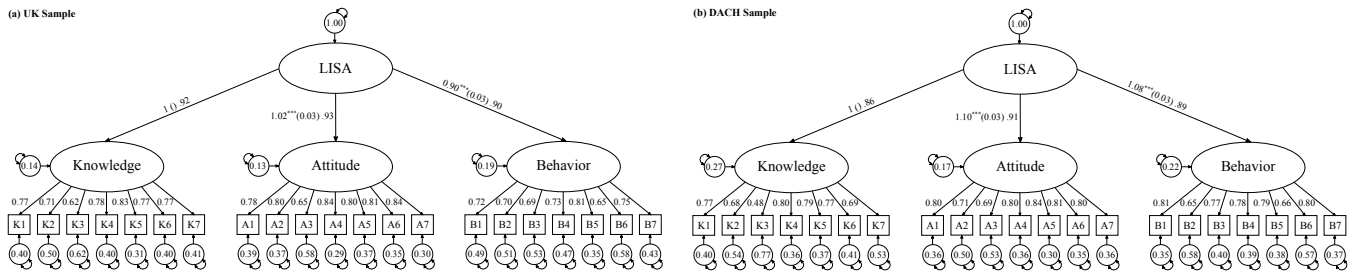 (a) UK Sample
1.00
LISA
1 () .92
1.02***(0.03) .93
0.90***(0.03) .90
0.14 Knowledge
0.13 Attitude
0.19 Behavior
0.77 0.71 0.62 0.78 0.83 0.77 0.77
0.78 0.80 0.65 0.84 0.80 0.81 0.84
0.72 0.70 0.69 0.73 0.81 0.65 0.75
K1 K2 K3 K4 K5 K6 K7
A1 A2 A3 A4 A5 A6 A7
B1 B2 B3 B4 B5 B6 B7
0.40 0.50 0.62 0.40 0.31 0.40 0.41
0.39 0.37 0.58 0.29 0.37 0.35 0.30
0.49 0.51 0.53 0.47 0.35 0.58 0.43
(b) DACH Sample
1.00
LISA
1 () .86
1.10***(0.03) .91
1.08***(0.03) .89
0.27 Knowledge
0.17 Attitude
0.22 Behavior
0.77 0.68 0.48 0.80 0.79 0.77 0.69
0.80 0.71 0.69 0.80 0.84 0.81 0.80
0.81 0.65 0.77 0.78 0.79 0.66 0.80
K1 K2 K3 K4 K5 K6 K7
A1 A2 A3 A4 A5 A6 A7
B1 B2 B3 B4 B5 B6 B7
0.40 0.54 0.77 0.36 0.37 0.41 0.53
0.36 0.50 0.53 0.36 0.30 0.35 0.36
0.35 0.58 0.40 0.39 0.38 0.57 0.37